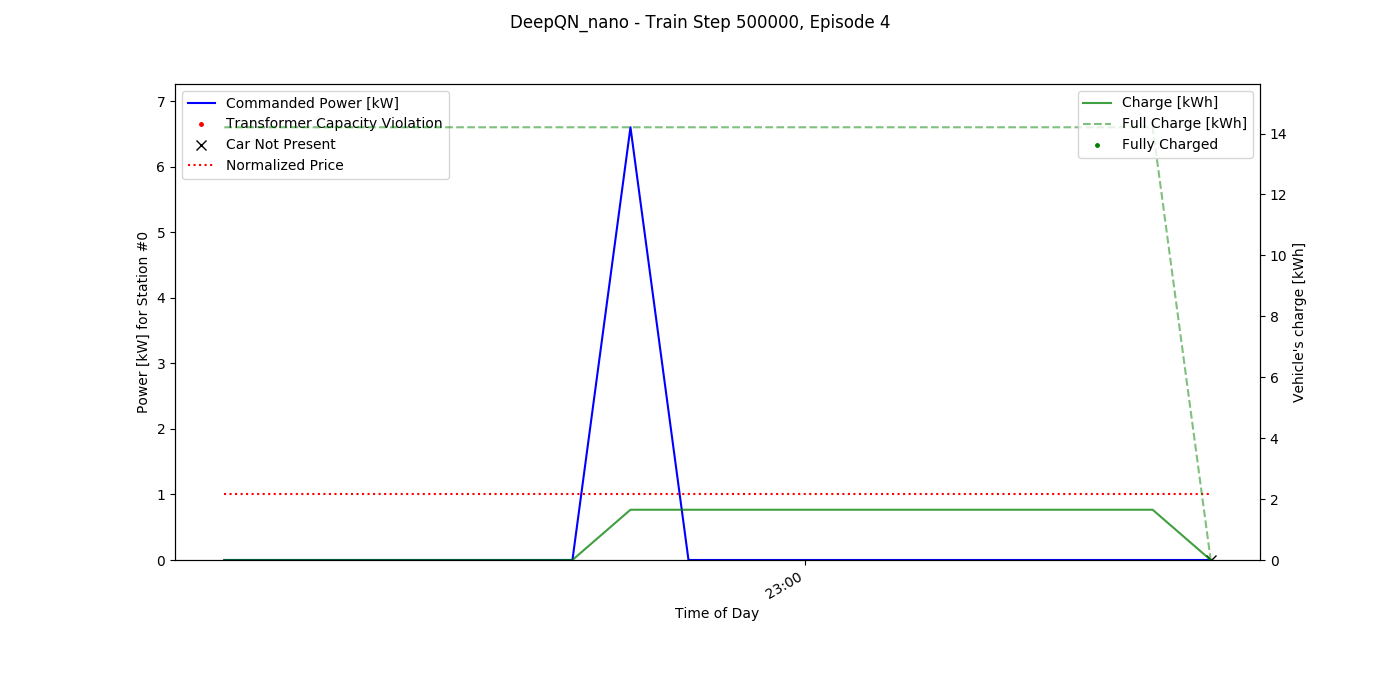 DeepQN_nano - Train Step 500000, Episode 4
Commanded Power [kW]
Transformer Capacity Violation
Car Not Present
Normalized Price
Charge [kWh]
Full Charge [kWh]
Fully Charged
Power [kW] for Station #0
7
6
5
4
3
2
1
0
14
12
10
8
6
4
2
0
Vehicle's charge [kWh]
23:00
Time of Day